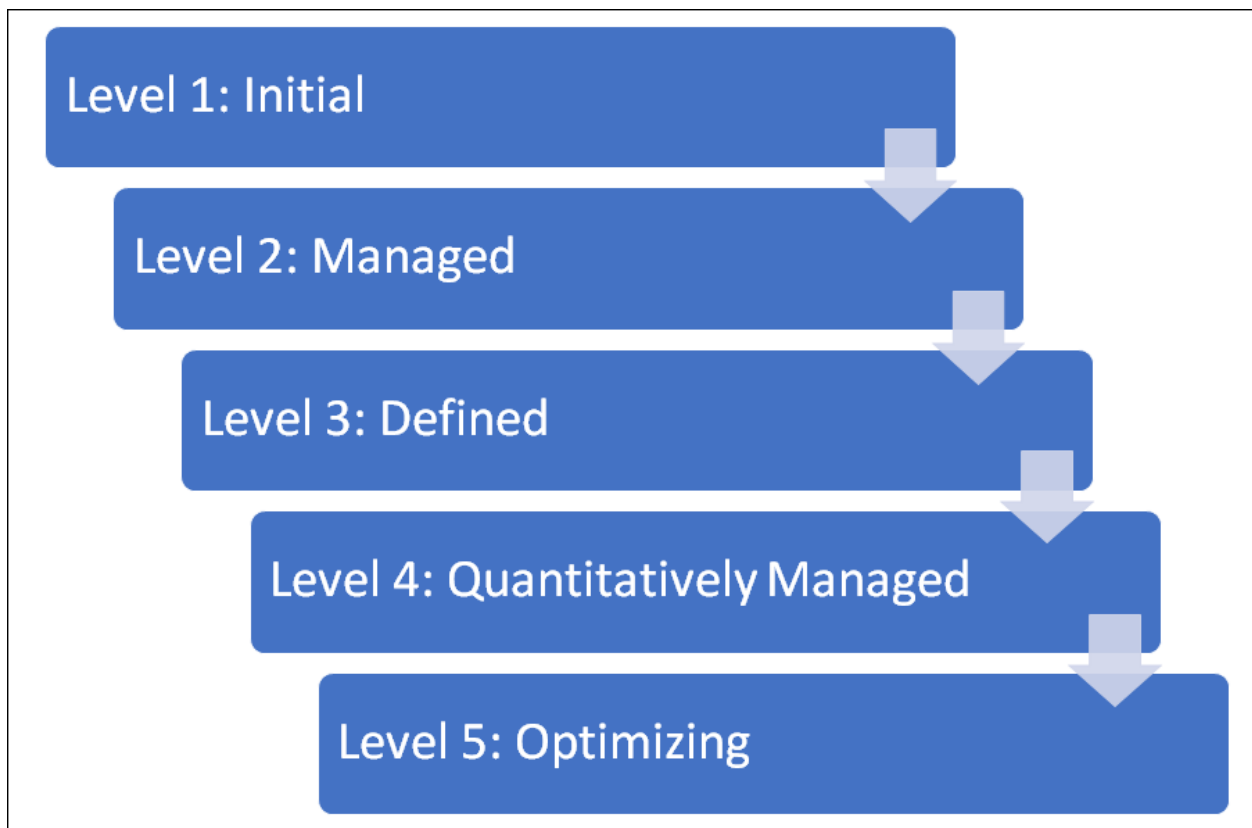 Level 1: Initial
Level 2: Managed
Level 3: Defined
Level 4: Quantitatively Managed
Level 5: Optimizing